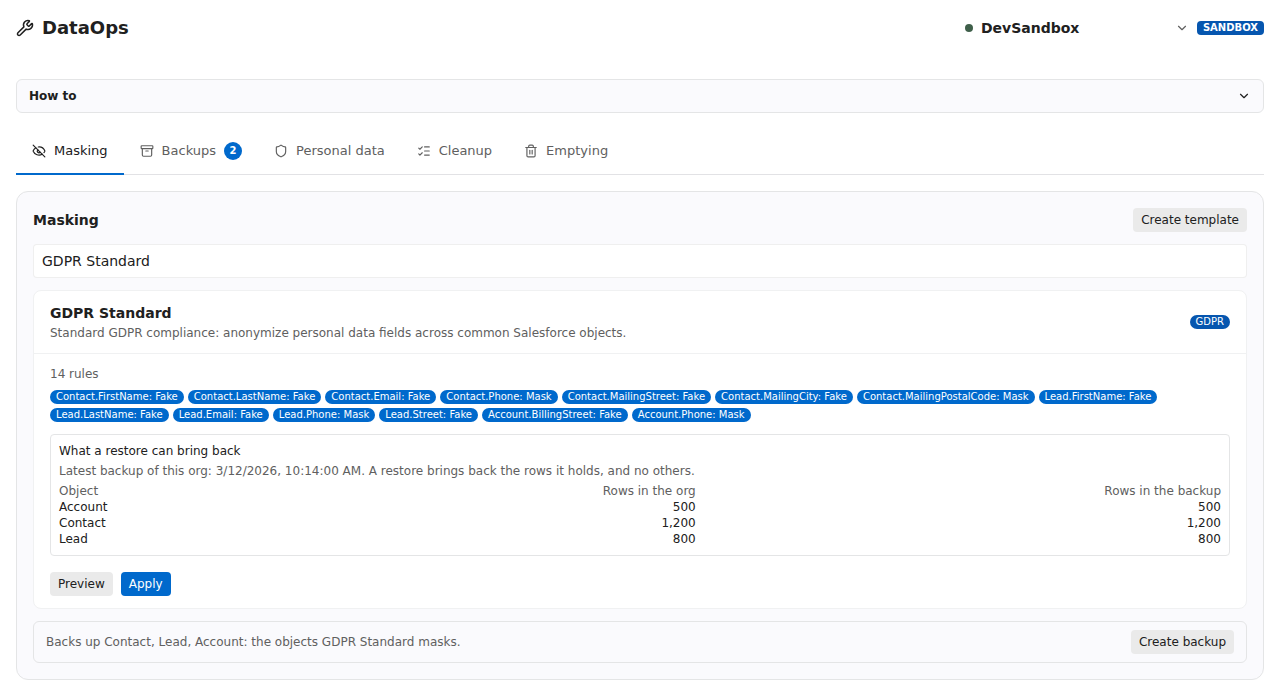 DataOps
DevSandbox
SANDBOX
How to
Masking
Backups 2
Personal data
Cleanup
Emptying
Masking
Create template
GDPR Standard
GDPR Standard
Standard GDPR compliance: anonymize personal data fields across common Salesforce objects.
GDPR
14 rules
Contact.FirstName: Fake Contact.LastName: Fake Contact.Email: Fake Contact.Phone: Mask Contact.MailingStreet: Fake Contact.MailingCity: Fake Contact.MailingPostalCode: Mask Lead.FirstName: Fake
Lead.LastName: Fake Lead.Email: Fake Lead.Phone: Mask Lead.Street: Fake Account.BillingStreet: Fake Account.Phone: Mask
What a restore can bring back
Latest backup of this org: 3/12/2026, 10:14:00 AM. A restore brings back the rows it holds, and no others.
Object Rows in the org Rows in the backup
Account 500 500
Contact 1,200 1,200
Lead 800 800
Preview Apply
Backs up Contact, Lead, Account: the objects GDPR Standard masks.
Create backup